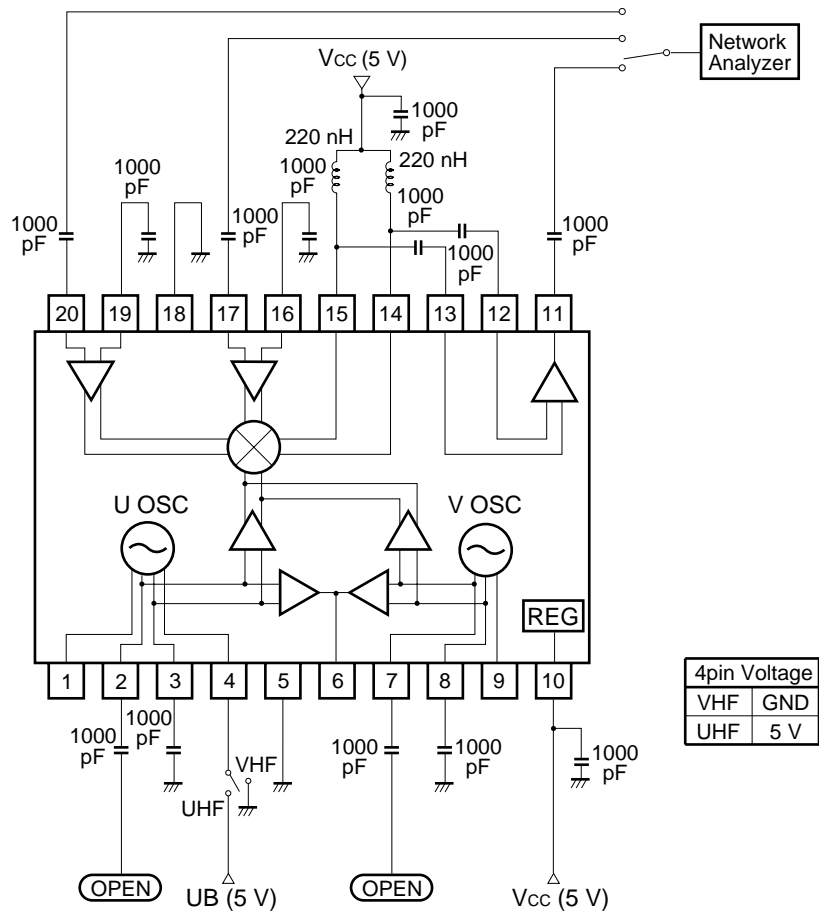 Network
Analyzer
VCC (5 V)
1000
pF
220 nH
220 nH
1000
pF
1000
pF
1000
pF
1000
pF
1000
pF
1000
pF
1000
pF
20
19
18
17
16
15
14
13
12
11
U OSC
V OSC
REG
1
2
3
4
5
6
7
8
9
10
4pin Voltage
VHF GND
UHF 5 V
1000
pF
1000
pF
1000
pF
1000
pF
1000
pF
VHF
UHF
OPEN
UB (5 V)
OPEN
VCC (5 V)